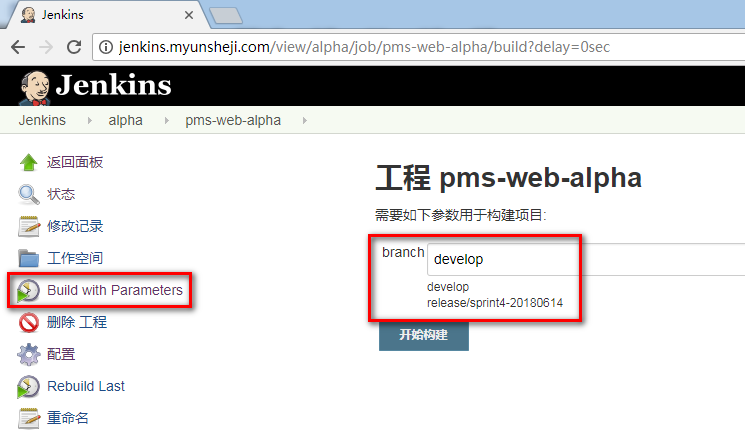 Jenkins
jenkins.myunsheji.com/view/alpha/job/pms-web-alpha/build?delay=0sec
Jenkins
Jenkins alpha pms-web-alpha
返回面板
状态
修改记录
工作空间
Build with Parameters
删除 工程
配置
Rebuild Last
重命名
工程 pms-web-alpha
需要如下参数用于构建项目:
branch develop
develop
release/sprint4-20180614
开始构建